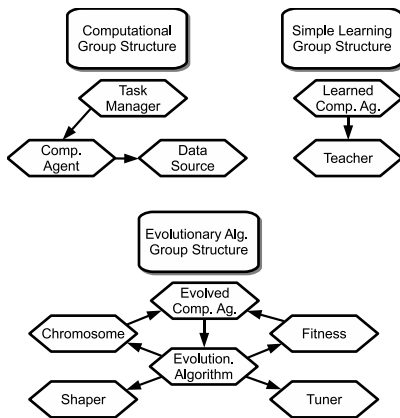 Computational
Group Structure
Simple Learning
Group Structure
Task
Manager
Learned
Comp. Ag.
Comp.
Agent
Data
Source
Teacher
Evolutionary Alg.
Group Structure
Evolved
Comp. Ag.
Chromosome
Fitness
Evolution.
Algorithm
Shaper
Tuner